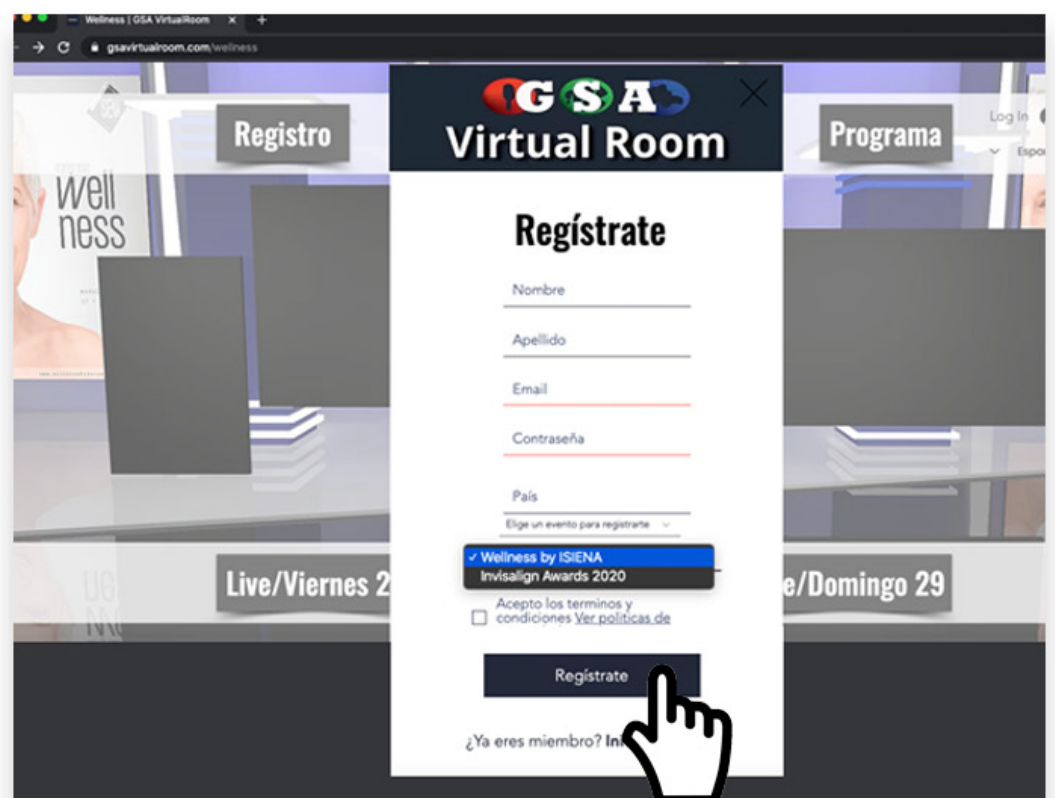 Wellness | GSA VirtualRoom
gsavirtualroom.com/wellness
GSA
Virtual Room
Registro
Programa
Log In
Well
ness
Regístrate
Nombre
Apellido
Email
Contraseña
País
Elige un evento para registrarte
Wellness by ISIENA
Invisalign Awards 2020
Live/Viernes 2
e/Domingo 29
Acepto los terminos y
condiciones Ver politicas de
Regístrate
¿Ya eres miembro? Ini